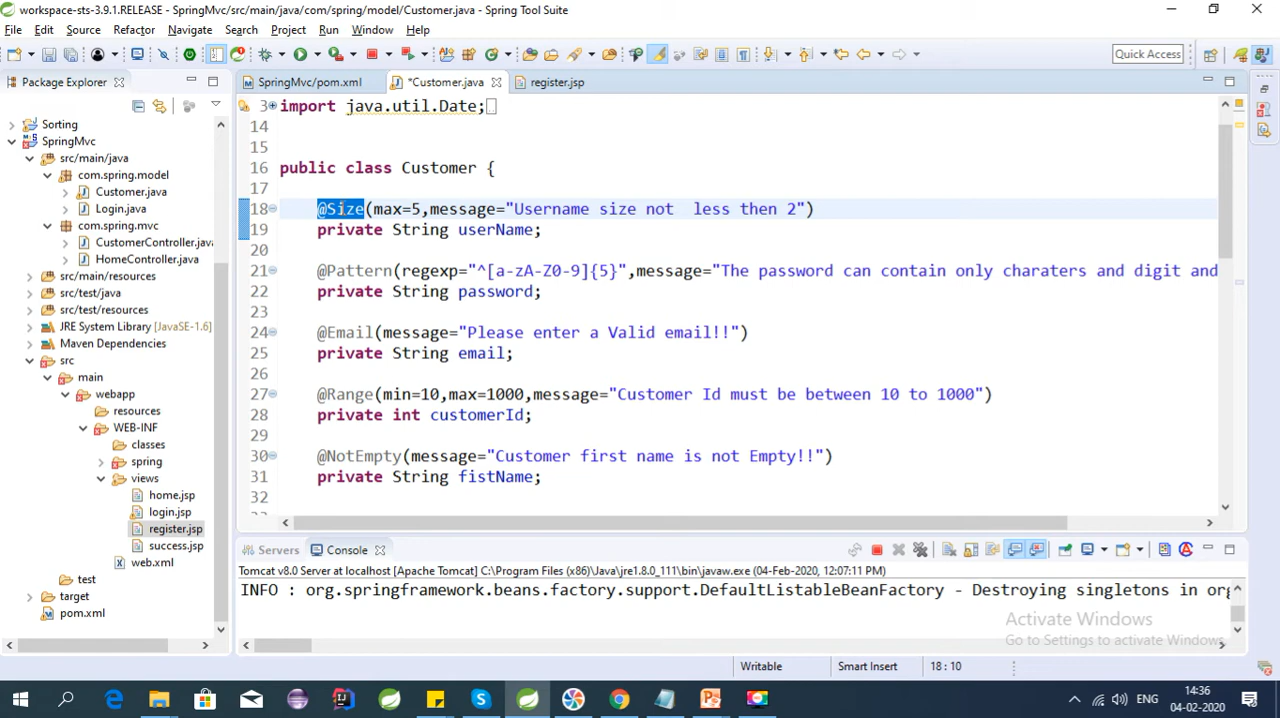 workspace-sts-3.9.1.RELEASE - SpringMvc/src/main/java/com/spring/model/Customer.java - Spring Tool Suite
File Edit Source Refactor Navigate Search Project Run Window Help
Quick Access
Package Explorer
SpringMvc/pom.xml *Customer.java register.jsp
Sorting
SpringMvc
src/main/java
com.spring.model
Customer.java
Login.java
com.spring.mvc
CustomerController.java
HomeController.java
src/main/resources
src/test/java
src/test/resources
JRE System Library [JavaSE-1.6]
Maven Dependencies
src
main
webapp
resources
WEB-INF
classes
spring
views
home.jsp
login.jsp
register.jsp
success.jsp
web.xml
test
target
pom.xml
3 import java.util.Date;
14
15
16 public class Customer {
17
18 @Size(max=5,message="Username size not  less then 2")
19 private String userName;
20
21 @Pattern(regexp="^[a-zA-Z0-9]{5}",message="The password can contain only charaters and digit and
22 private String password;
23
24 @Email(message="Please enter a Valid email!!")
25 private String email;
26
27 @Range(min=10,max=1000,message="Customer Id must be between 10 to 1000")
28 private int customerId;
29
30 @NotEmpty(message="Customer first name is not Empty!!")
31 private String fistName;
32
Servers Console
Tomcat v8.0 Server at localhost [Apache Tomcat] C:\Program Files (x86)\Java\jre1.8.0_111\bin\javaw.exe (04-Feb-2020, 12:07:11 PM)
INFO : org.springframework.beans.factory.support.DefaultListableBeanFactory - Destroying singletons in org
Activate Windows
Go to Settings to activate Windows.
Writable Smart Insert 18 : 10
ENG 14:36
04-02-2020